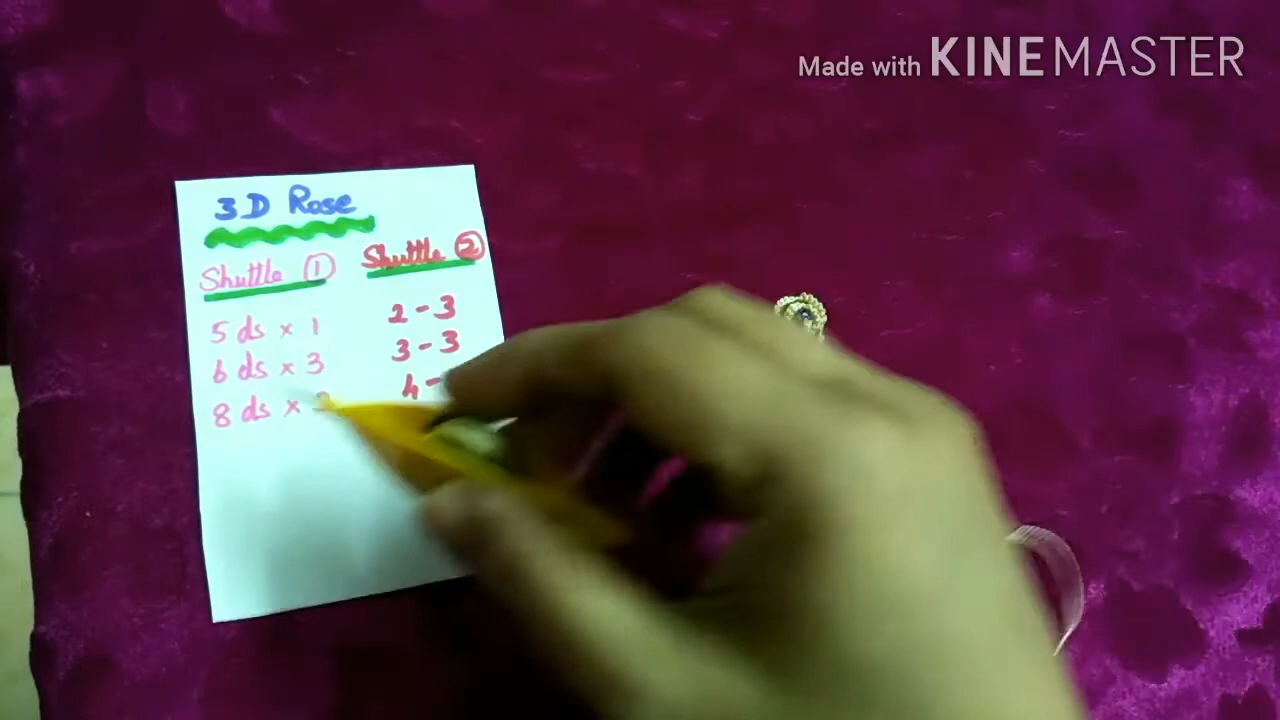 Made with KINEMASTER
3D Rose
Shuttle 1
5 ds x 1
6 ds x 3
8 ds x
Shuttle 2
2-3
3-3
4-